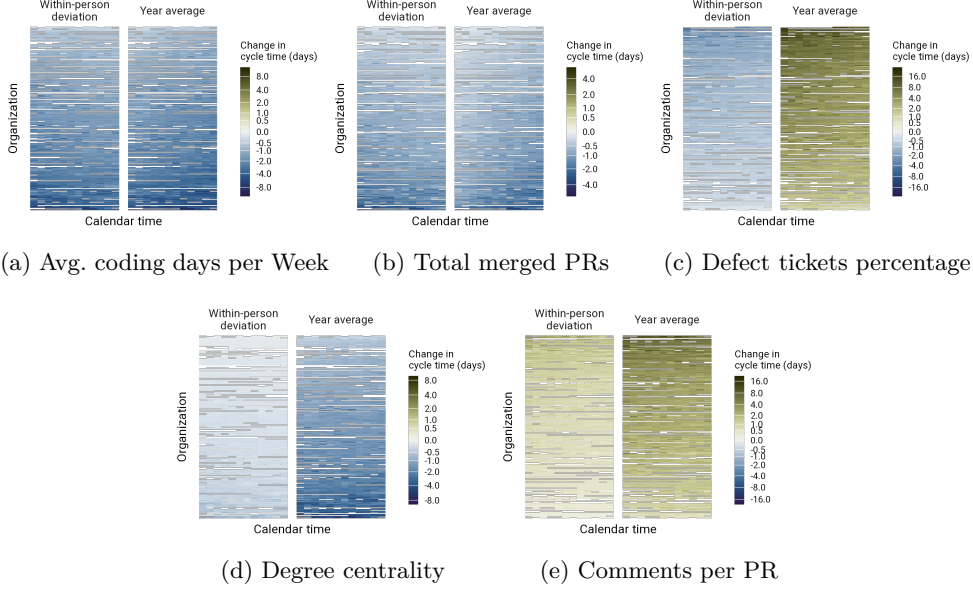 Within-person
deviation
Year average
Change in
cycle time (days)
8.0
4.0
2.0
1.0
0.5
0.0
-0.5
-1.0
-2.0
-4.0
-8.0
Organization
Calendar time
(a) Avg. coding days per Week
Within-person
deviation
Year average
Change in
cycle time (days)
4.0
2.0
1.0
0.5
0.0
-0.5
-1.0
-2.0
-4.0
Organization
Calendar time
(b) Total merged PRs
Within-person
deviation
Year average
Change in
cycle time (days)
16.0
8.0
4.0
2.0
1.0
0.5
0.0
-0.5
-1.0
-2.0
-4.0
-8.0
-16.0
Organization
Calendar time
(c) Defect tickets percentage
Within-person
deviation
Year average
Change in
cycle time (days)
8.0
4.0
2.0
1.0
0.5
0.0
-0.5
-1.0
-2.0
-4.0
-8.0
Organization
Calendar time
(d) Degree centrality
Within-person
deviation
Year average
Change in
cycle time (days)
16.0
8.0
4.0
2.0
1.0
0.5
0.0
-0.5
-1.0
-2.0
-4.0
-8.0
-16.0
Organization
Calendar time
(e) Comments per PR